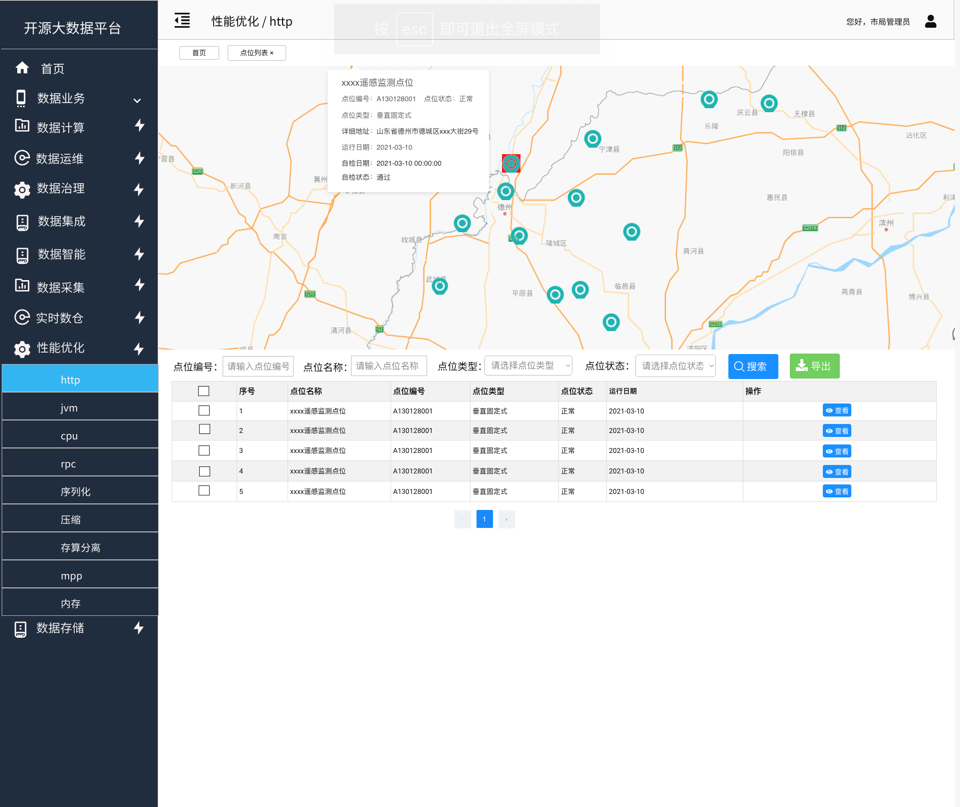 开源大数据平台
首页
数据业务
数据计算
数据运维
数据治理
数据集成
数据智能
数据采集
实时数仓
性能优化
http
jvm
cpu
rpc
序列化
压缩
存算分离
mpp
内存
数据存储
性能优化 / http
按 esc 即可退出全屏模式
您好，市局管理员
首页
点位列表 ×
xxxx遥感监测点位
点位编号：A130128001 点位状态：正常
点位类型：垂直固定式
详细地址：山东省德州市德城区xxx大街29号
运行日期：2021-03-10
自检日期：2021-03-10 00:00:00
自检状态：通过
庆云县
无棣县
乐陵
沾化区
宁津县
阳信县
新河县
冀州
惠民县
德州
滨州
南宫
故城县
陵城区
商河县
武城县
平原县
临邑县
高青县
博兴县
清河县
点位编号：
请输入点位编号
点位名称：
请输入点位名称
点位类型：
请选择点位类型
点位状态：
请选择点位状态
搜索
导出
序号 点位名称 点位编号 点位类型 点位状态 运行日期 操作
1 xxxx遥感监测点位 A130128001 垂直固定式 正常 2021-03-10 查看
2 xxxx遥感监测点位 A130128001 垂直固定式 正常 2021-03-10 查看
3 xxxx遥感监测点位 A130128001 垂直固定式 正常 2021-03-10 查看
4 xxxx遥感监测点位 A130128001 垂直固定式 正常 2021-03-10 查看
5 xxxx遥感监测点位 A130128001 垂直固定式 正常 2021-03-10 查看
1